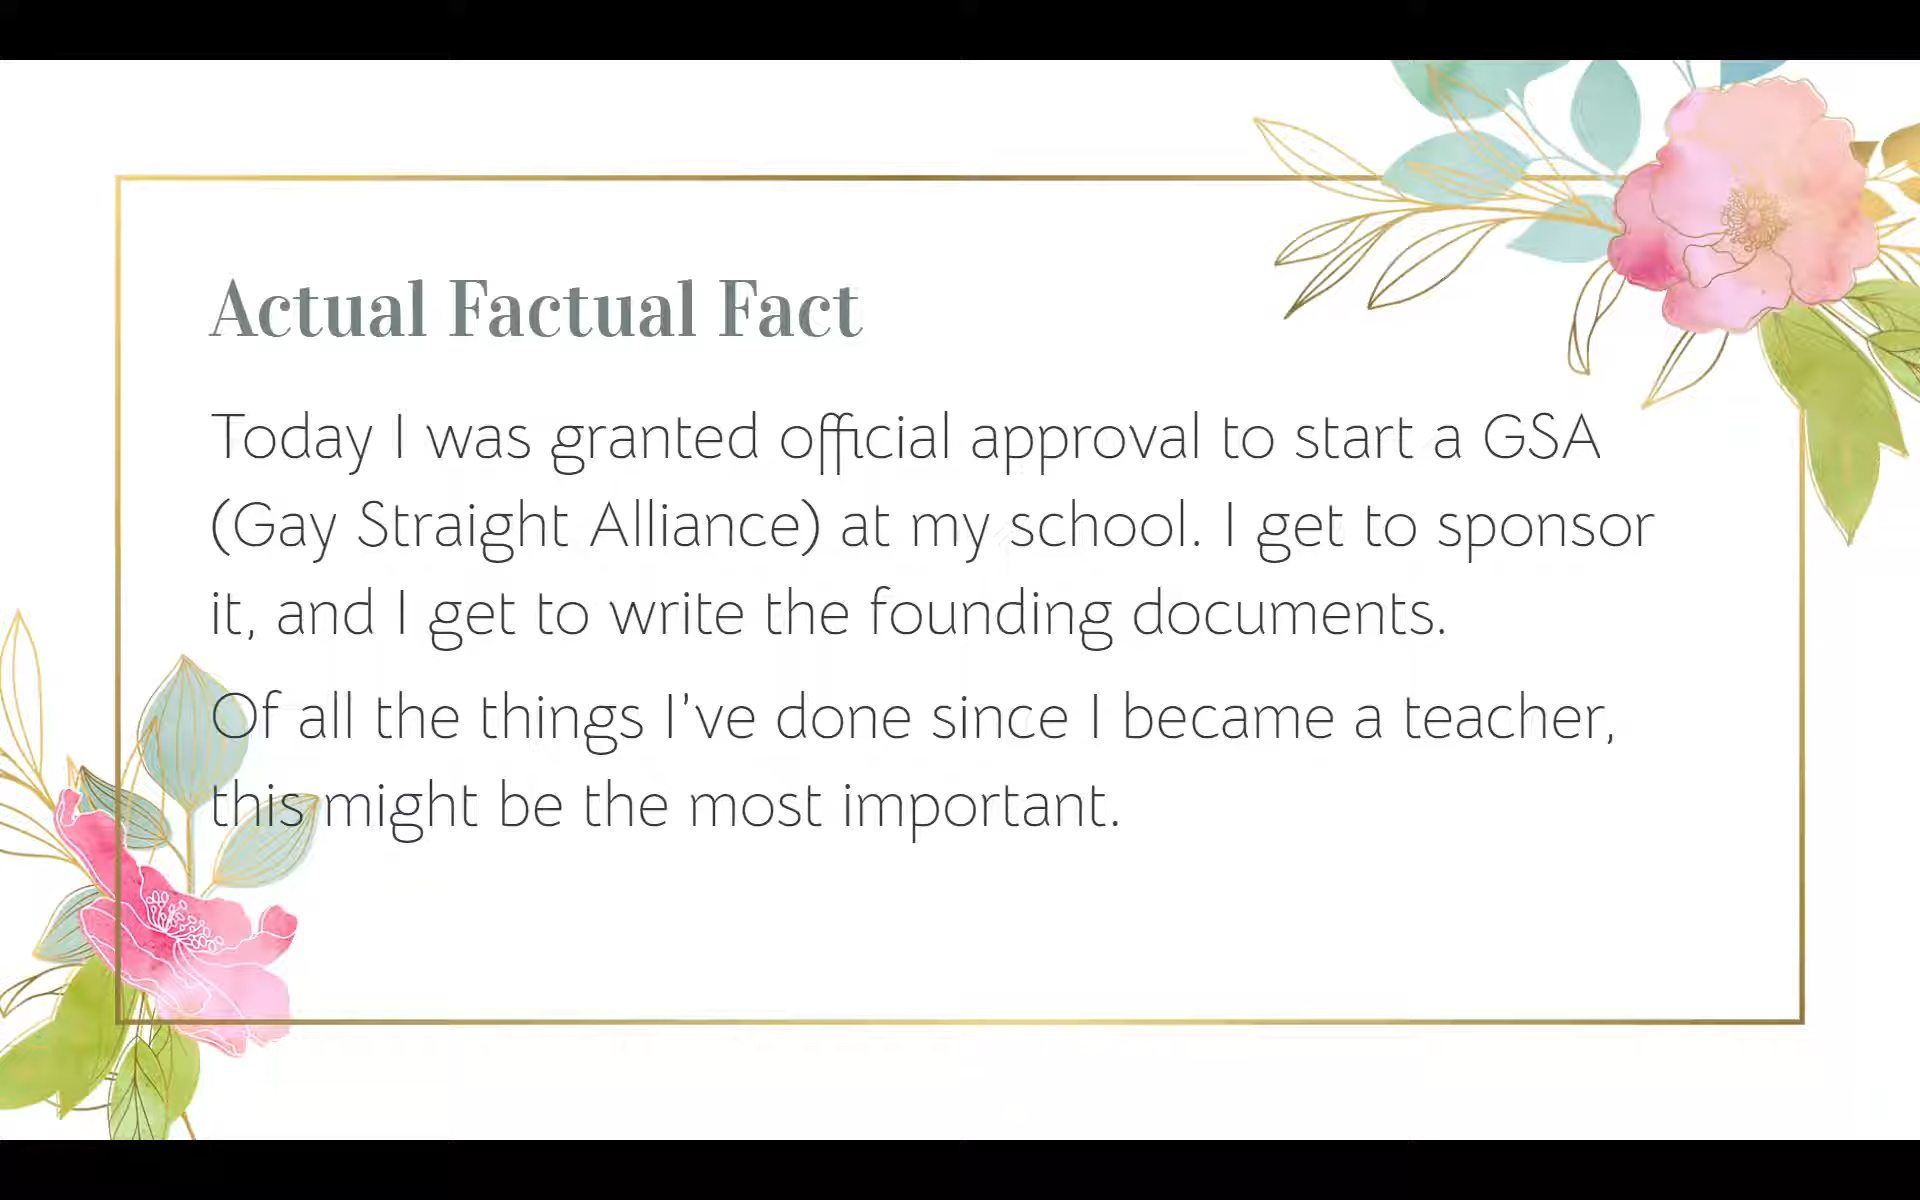 Actual Factual Fact
Today I was granted official approval to start a GSA
(Gay Straight Alliance) at my school. I get to sponsor
it, and I get to write the founding documents.
Of all the things I've done since I became a teacher,
this might be the most important.